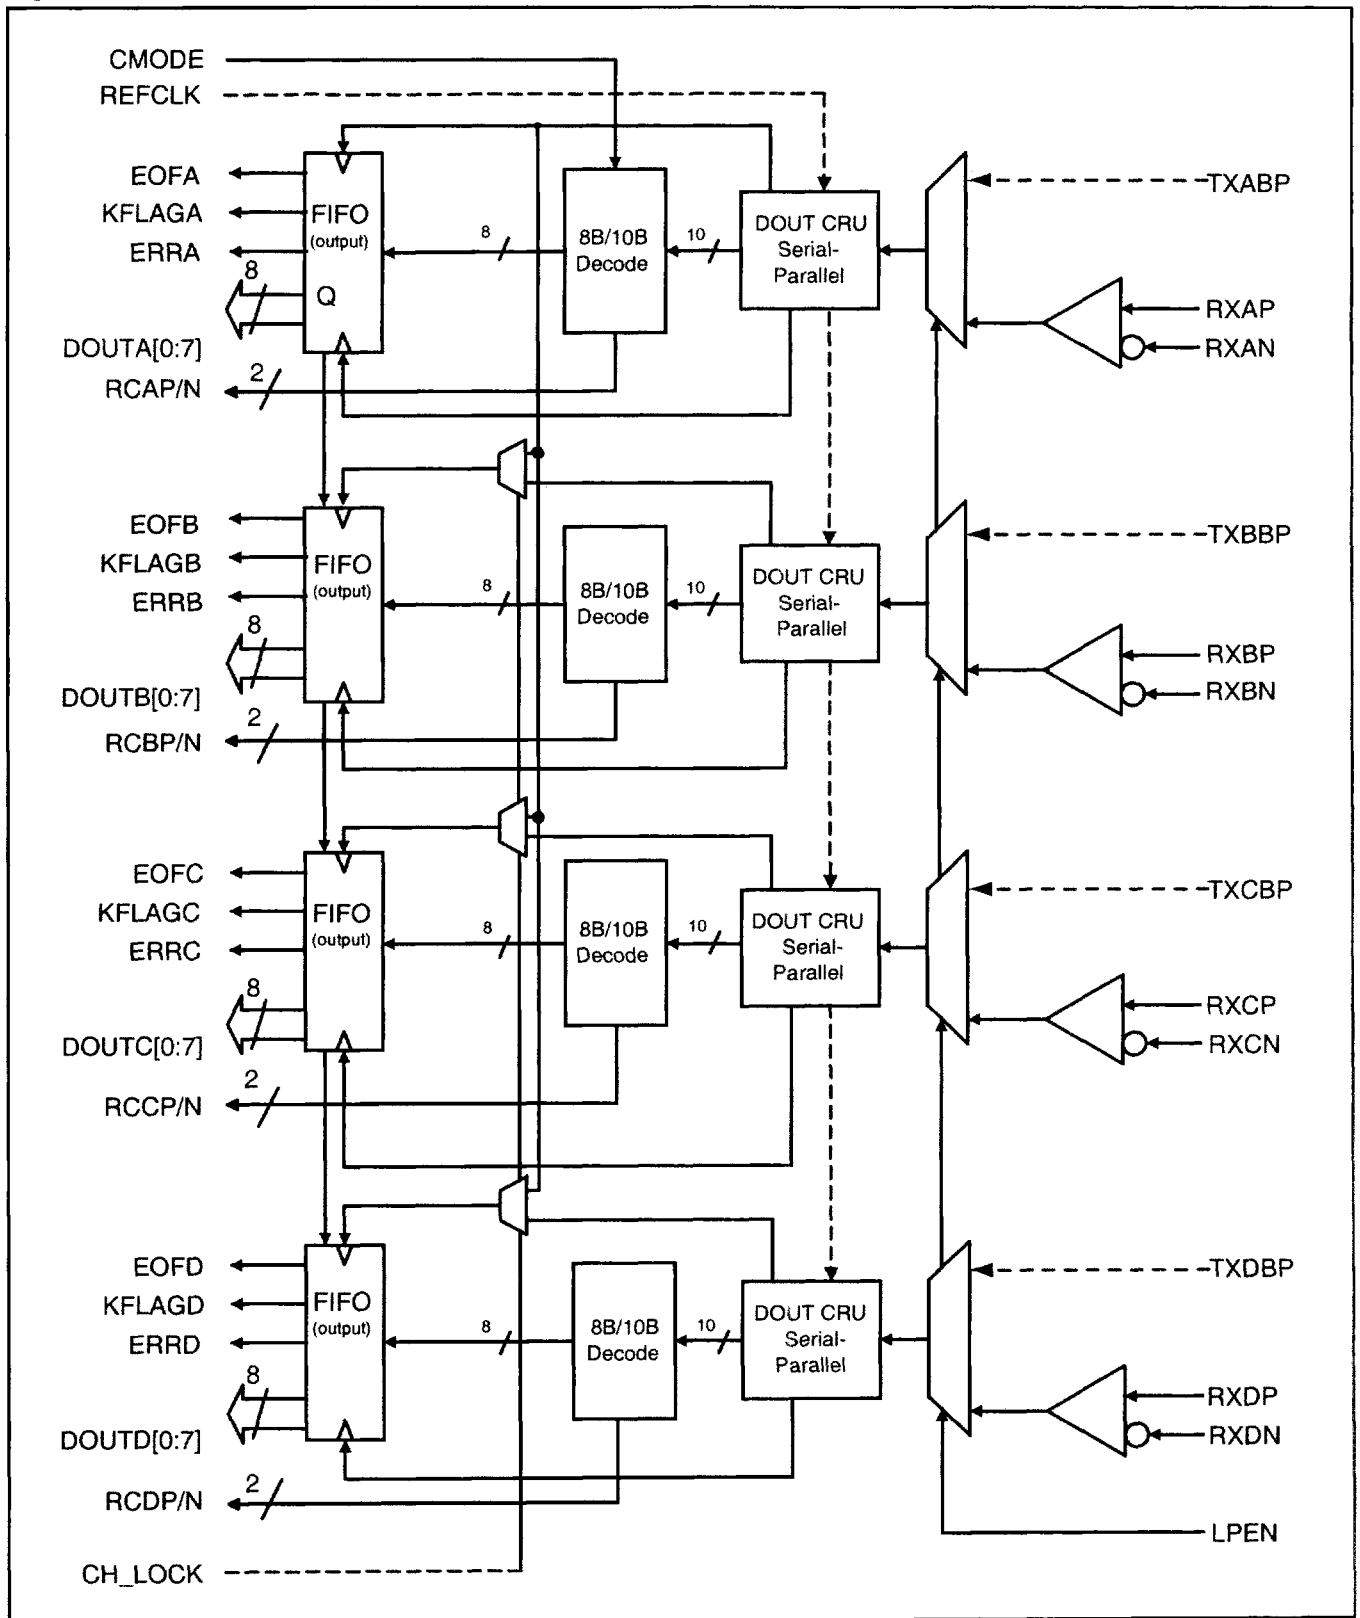 CMODE
REFCLK
EOFA
KFLAGA
ERRA
8
DOUTA[0:7]
RCAP/N
2
FIFO
(output)
Q
8
8B/10B
Decode
10
DOUT CRU
Serial-
Parallel
TXABP
RXAP
RXAN
EOFB
KFLAGB
ERRB
8
DOUTB[0:7]
RCBP/N
2
FIFO
(output)
8
8B/10B
Decode
10
DOUT CRU
Serial-
Parallel
TXBBP
RXBP
RXBN
EOFC
KFLAGC
ERRC
8
DOUTC[0:7]
RCCP/N
2
FIFO
(output)
8
8B/10B
Decode
10
DOUT CRU
Serial-
Parallel
TXCBP
RXCP
RXCN
EOFD
KFLAGD
ERRD
8
DOUTD[0:7]
RCDP/N
2
FIFO
(output)
8
8B/10B
Decode
10
DOUT CRU
Serial-
Parallel
TXDBP
RXDP
RXDN
LPEN
CH_LOCK